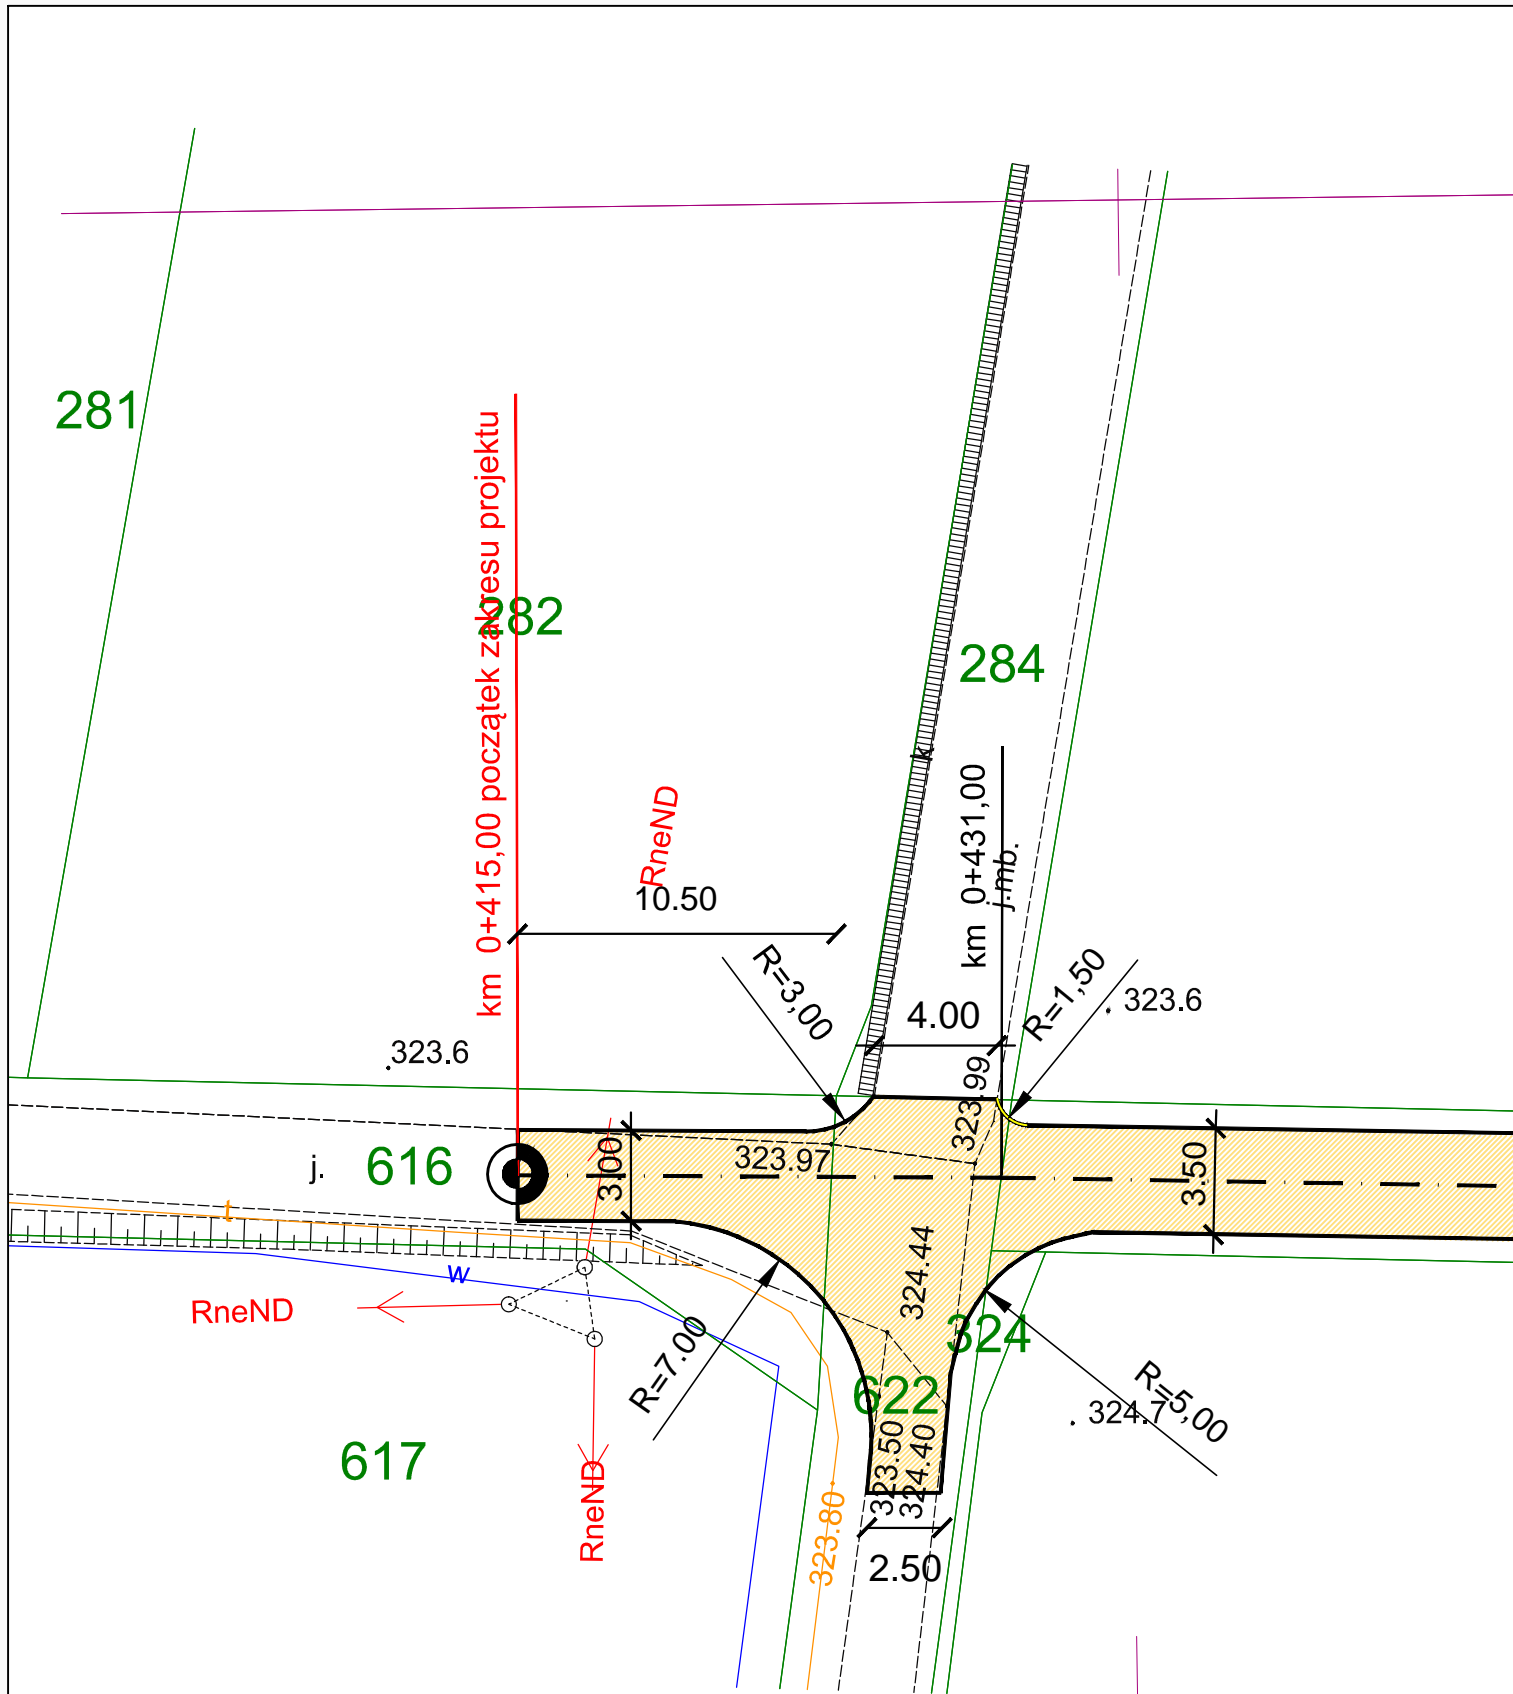 281
282
284
km 0+415,00 początek zakresu projektu
k
km 0+431,00
j.mb.
RneND
10.50
R=3,00
4.00
R=1,50
323.6
323.6
323.99
j.
616
323.97
3.00
3.50
t
w
324.44
RneND
324
R=7.00
622
R=5,00
324.7
617
323.50
324.40
RneND
323.80
2.50